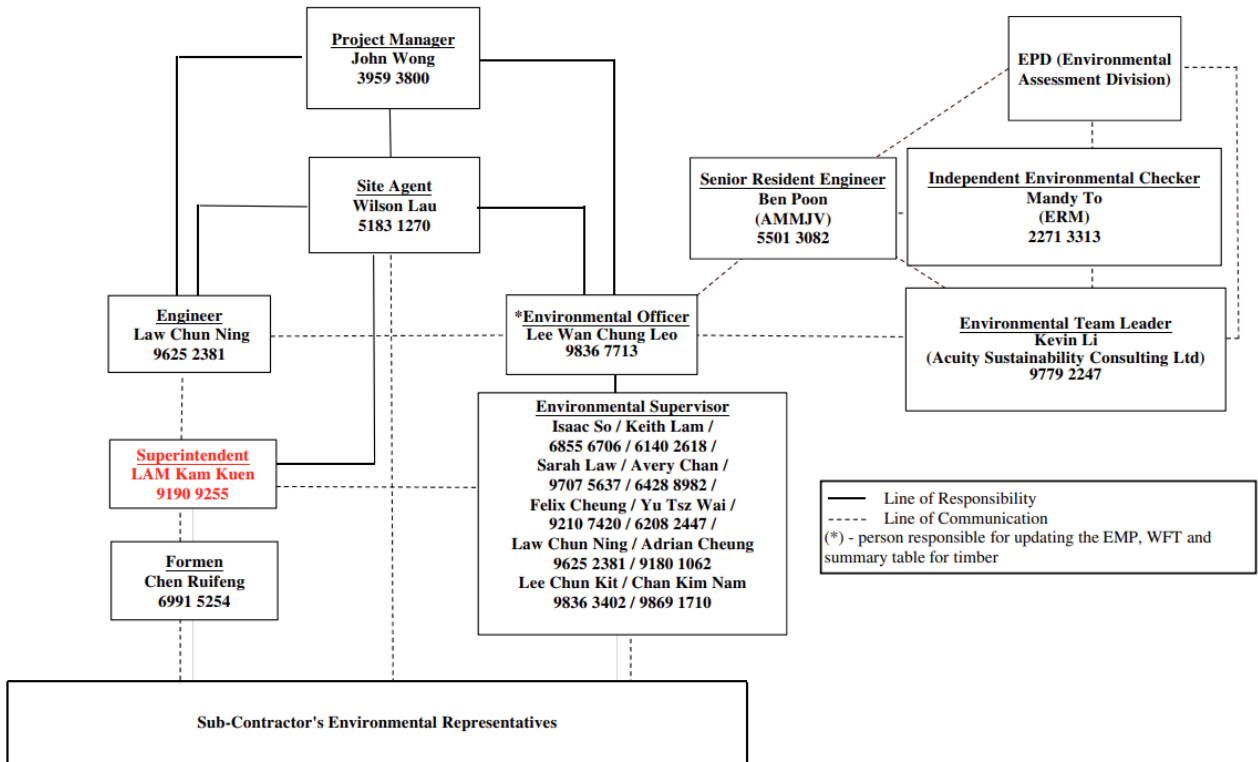 Project Manager
John Wong
3959 3800
EPD (Environmental
Assessment Division)
Site Agent
Wilson Lau
5183 1270
Senior Resident Engineer
Ben Poon
(AMMJV)
5501 3082
Independent Environmental Checker
Mandy To
(ERM)
2271 3313
Engineer
Law Chun Ning
9625 2381
*Environmental Officer
Lee Wan Chung Leo
9836 7713
Environmental Team Leader
Kevin Li
(Acuity Sustainability Consulting Ltd)
9779 2247
Superintendent
LAM Kam Kuen
9190 9255
Environmental Supervisor
Isaac So / Keith Lam /
6855 6706 / 6140 2618 /
Sarah Law / Avery Chan /
9707 5637 / 6428 8982 /
Felix Cheung / Yu Tsz Wai /
9210 7420 / 6208 2447 /
Law Chun Ning / Adrian Cheung
9625 2381 / 9180 1062
Lee Chun Kit / Chan Kim Nam
9836 3402 / 9869 1710
Line of Responsibility
Line of Communication
(*) - person responsible for updating the EMP, WFT and
summary table for timber
Formen
Chen Ruifeng
6991 5254
Sub-Contractor's Environmental Representatives